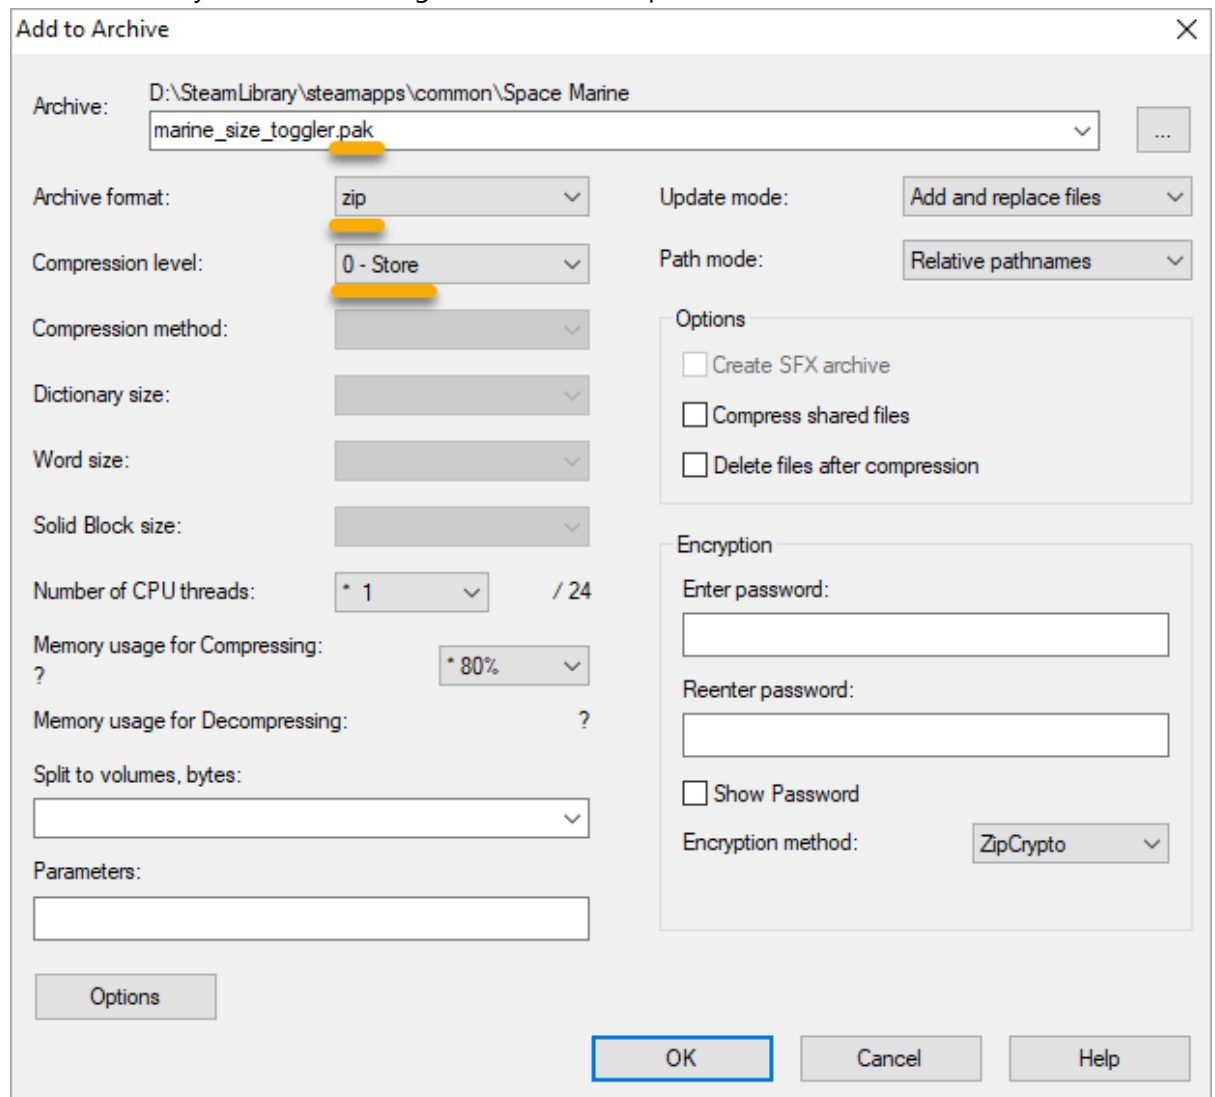 Add to Archive
Archive:
D:\SteamLibrary\steamapps\common\Space Marine
marine_size_toggler.pak
...
Archive format:
zip
Compression level:
0 - Store
Compression method:
Dictionary size:
Word size:
Solid Block size:
Number of CPU threads:
* 1
/ 24
Memory usage for Compressing:
?
* 80%
Memory usage for Decompressing:
?
Split to volumes, bytes:
Parameters:
Options
Update mode:
Add and replace files
Path mode:
Relative pathnames
Options
Create SFX archive
Compress shared files
Delete files after compression
Encryption
Enter password:
Reenter password:
Show Password
Encryption method:
ZipCrypto
OK
Cancel
Help